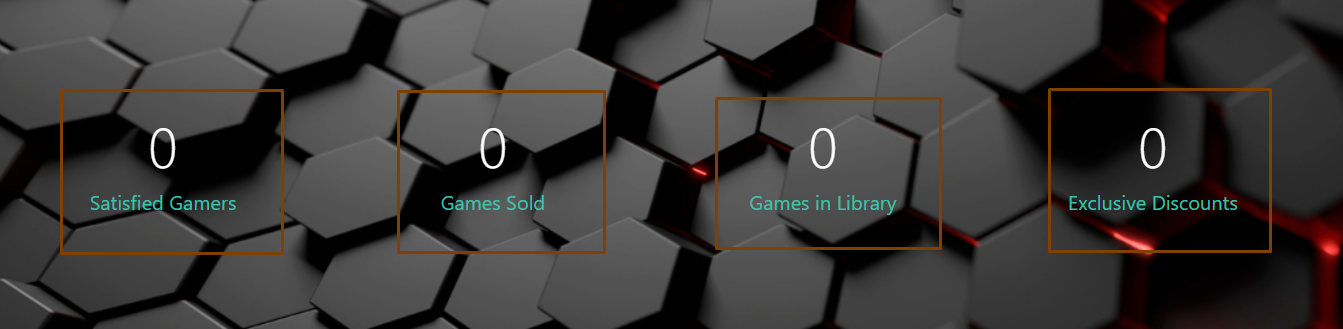 0
Satisfied Gamers
0
Games Sold
0
Games in Library
0
Exclusive Discounts